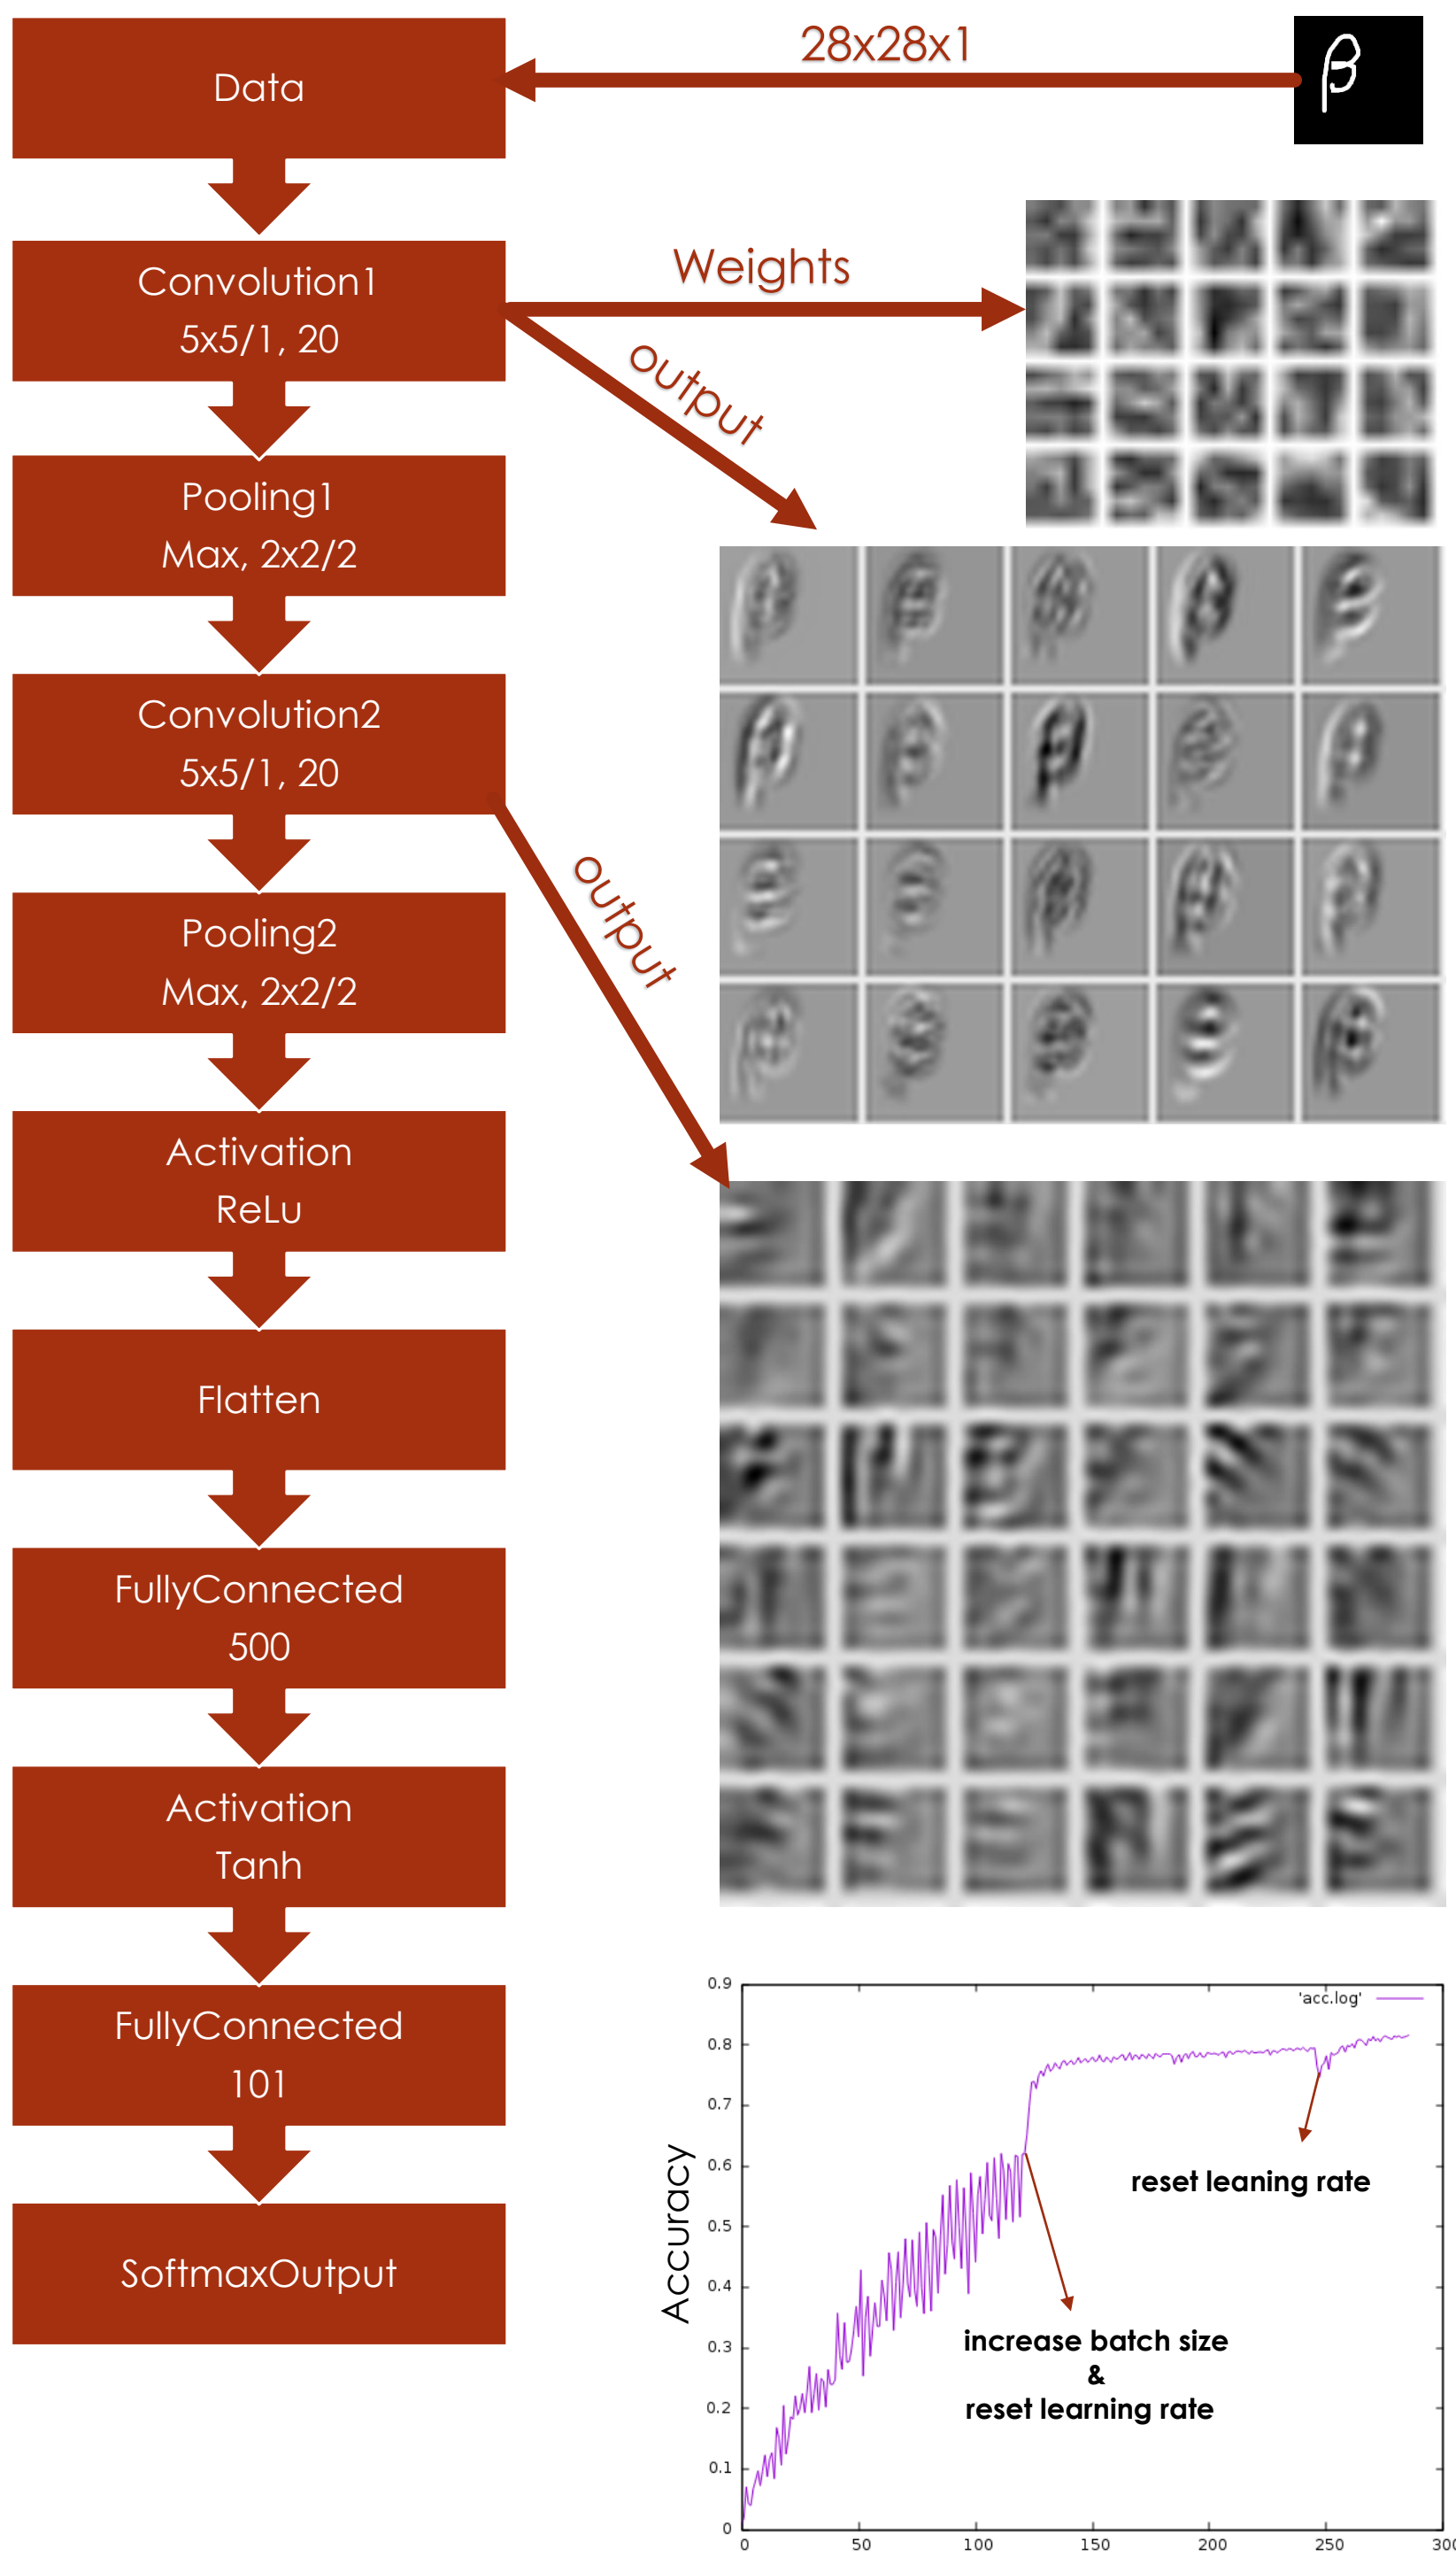 Data
28x28x1
β
Convolution1
5x5/1, 20
Weights
output
Pooling1
Max, 2x2/2
Convolution2
5x5/1, 20
output
Pooling2
Max, 2x2/2
Activation
ReLu
Flatten
FullyConnected
500
Activation
Tanh
FullyConnected
101
SoftmaxOutput
'acc.log'
Accuracy
0.9
0.8
0.7
0.6
0.5
0.4
0.3
0.2
0.1
0
reset leaning rate
increase batch size
&
reset learning rate
0 50 100 150 200 250 300